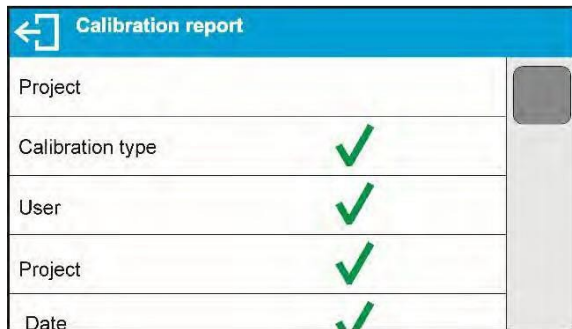 Calibration report
Project
Calibration type
User
Project
Date